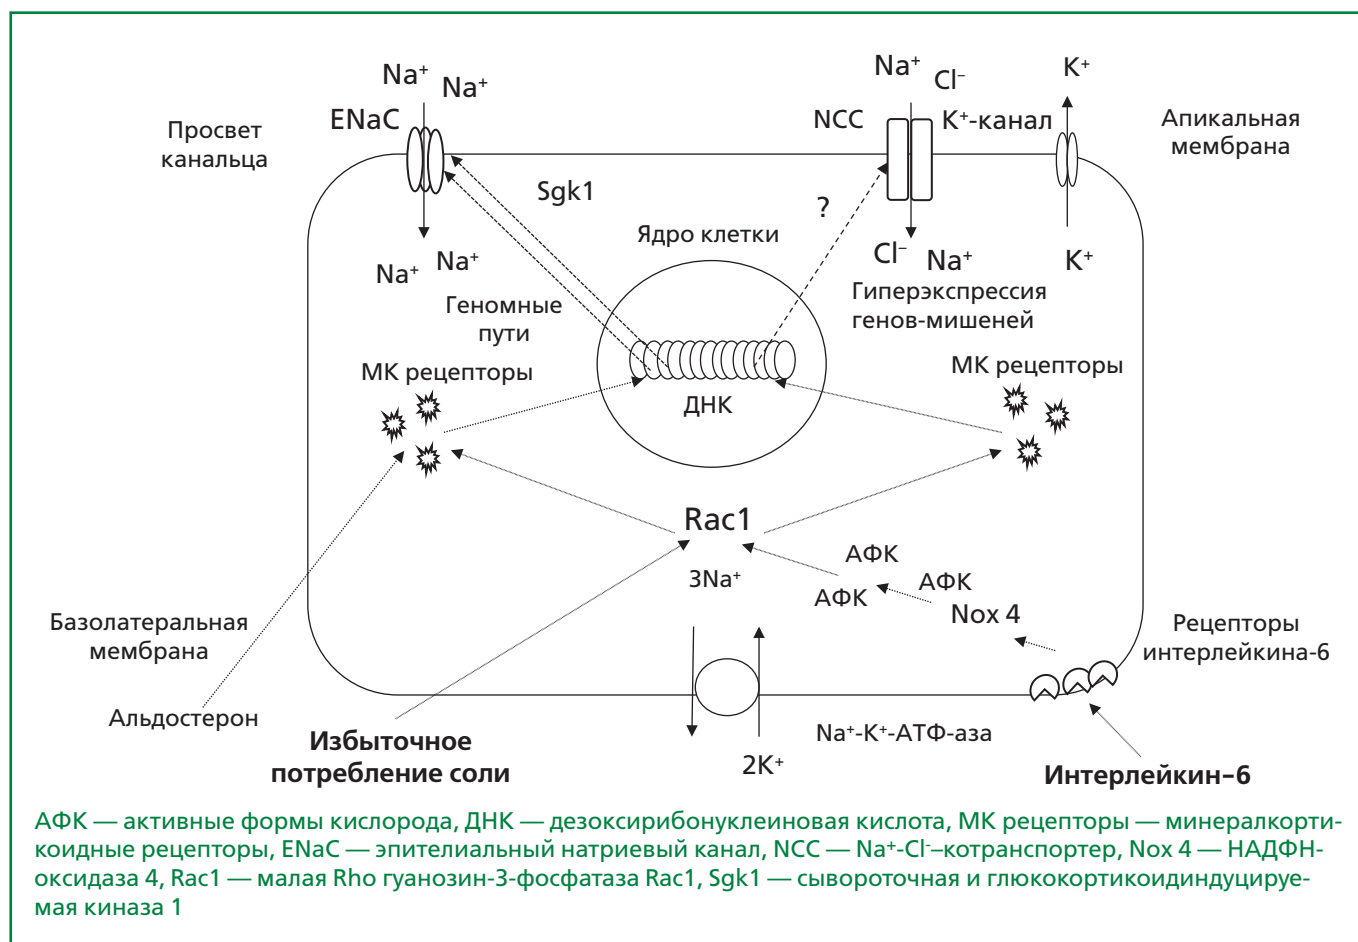 Na⁺
Na⁺
ENaC
Просвет
канальца
Na⁺
Cl⁻
K⁺
NCC
K⁺-канал
Апикальная
мембрана
Sgk1
?
Ядро клетки
Na⁺
Na⁺
Cl⁻
Na⁺
K⁺
Геномные
пути
Гиперэкспрессия
генов-мишеней
МК рецепторы
МК рецепторы
ДНК
Rac1
3Na⁺
АФК
АФК
АФК
Nox 4
Базолатеральная
мембрана
Рецепторы
интерлейкина-6
Альдостерон
Избыточное
потребление соли
2K⁺
Na⁺-K⁺-АТФ-аза
Интерлейкин–6
АФК — активные формы кислорода, ДНК — дезоксирибонуклеиновая кислота, МК рецепторы — минералкорти-
коидные рецепторы, ENaC — эпителиальный натриевый канал, NCC — Na⁺-Cl⁻–котранспортер, Nox 4 — НАДФН-
оксидаза 4, Rac1 — малая Rho гуанозин-3-фосфатаза Rac1, Sgk1 — сывороточная и глюкокортикоидиндуцируе-
мая киназа 1